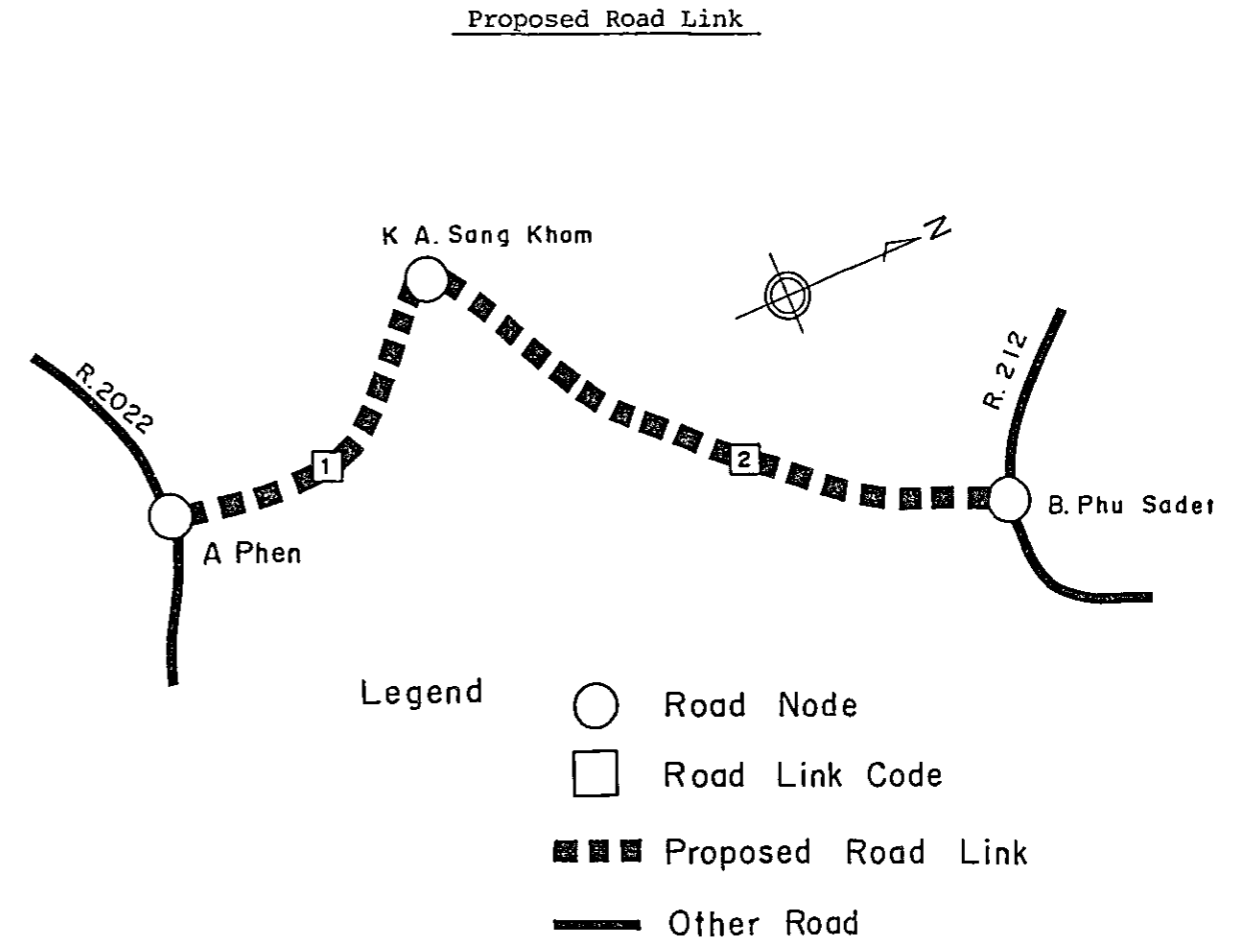 Proposed Road Link
K A. Sang Kham
N
R. 212
R.2022
1
2
B. Phu Sadet
A Phen
Legend
Road Node
Road Link Code
Proposed Road Link
Other Road